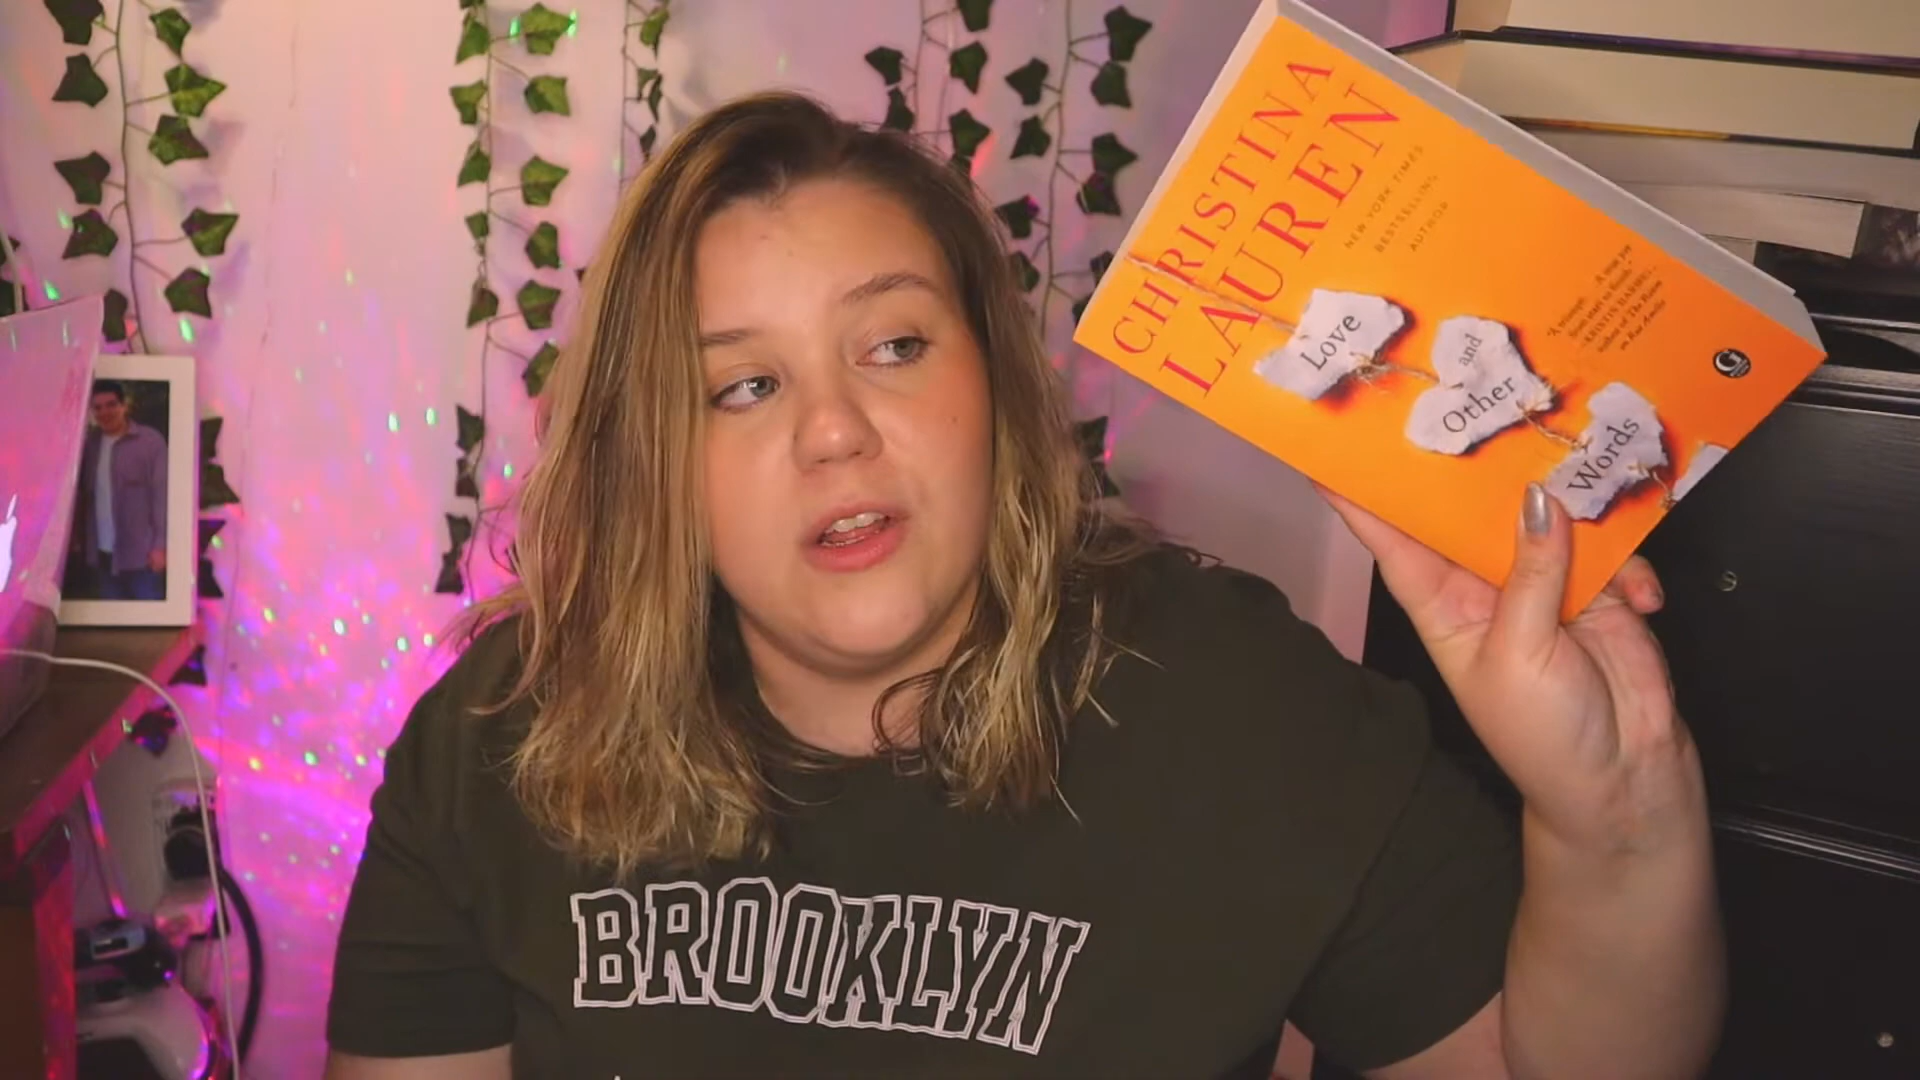 CHRISTINA
LAUREN
NEW YORK TIMES
BESTSELLING
AUTHOR
Love
and
Other
Words
BROOKLYN